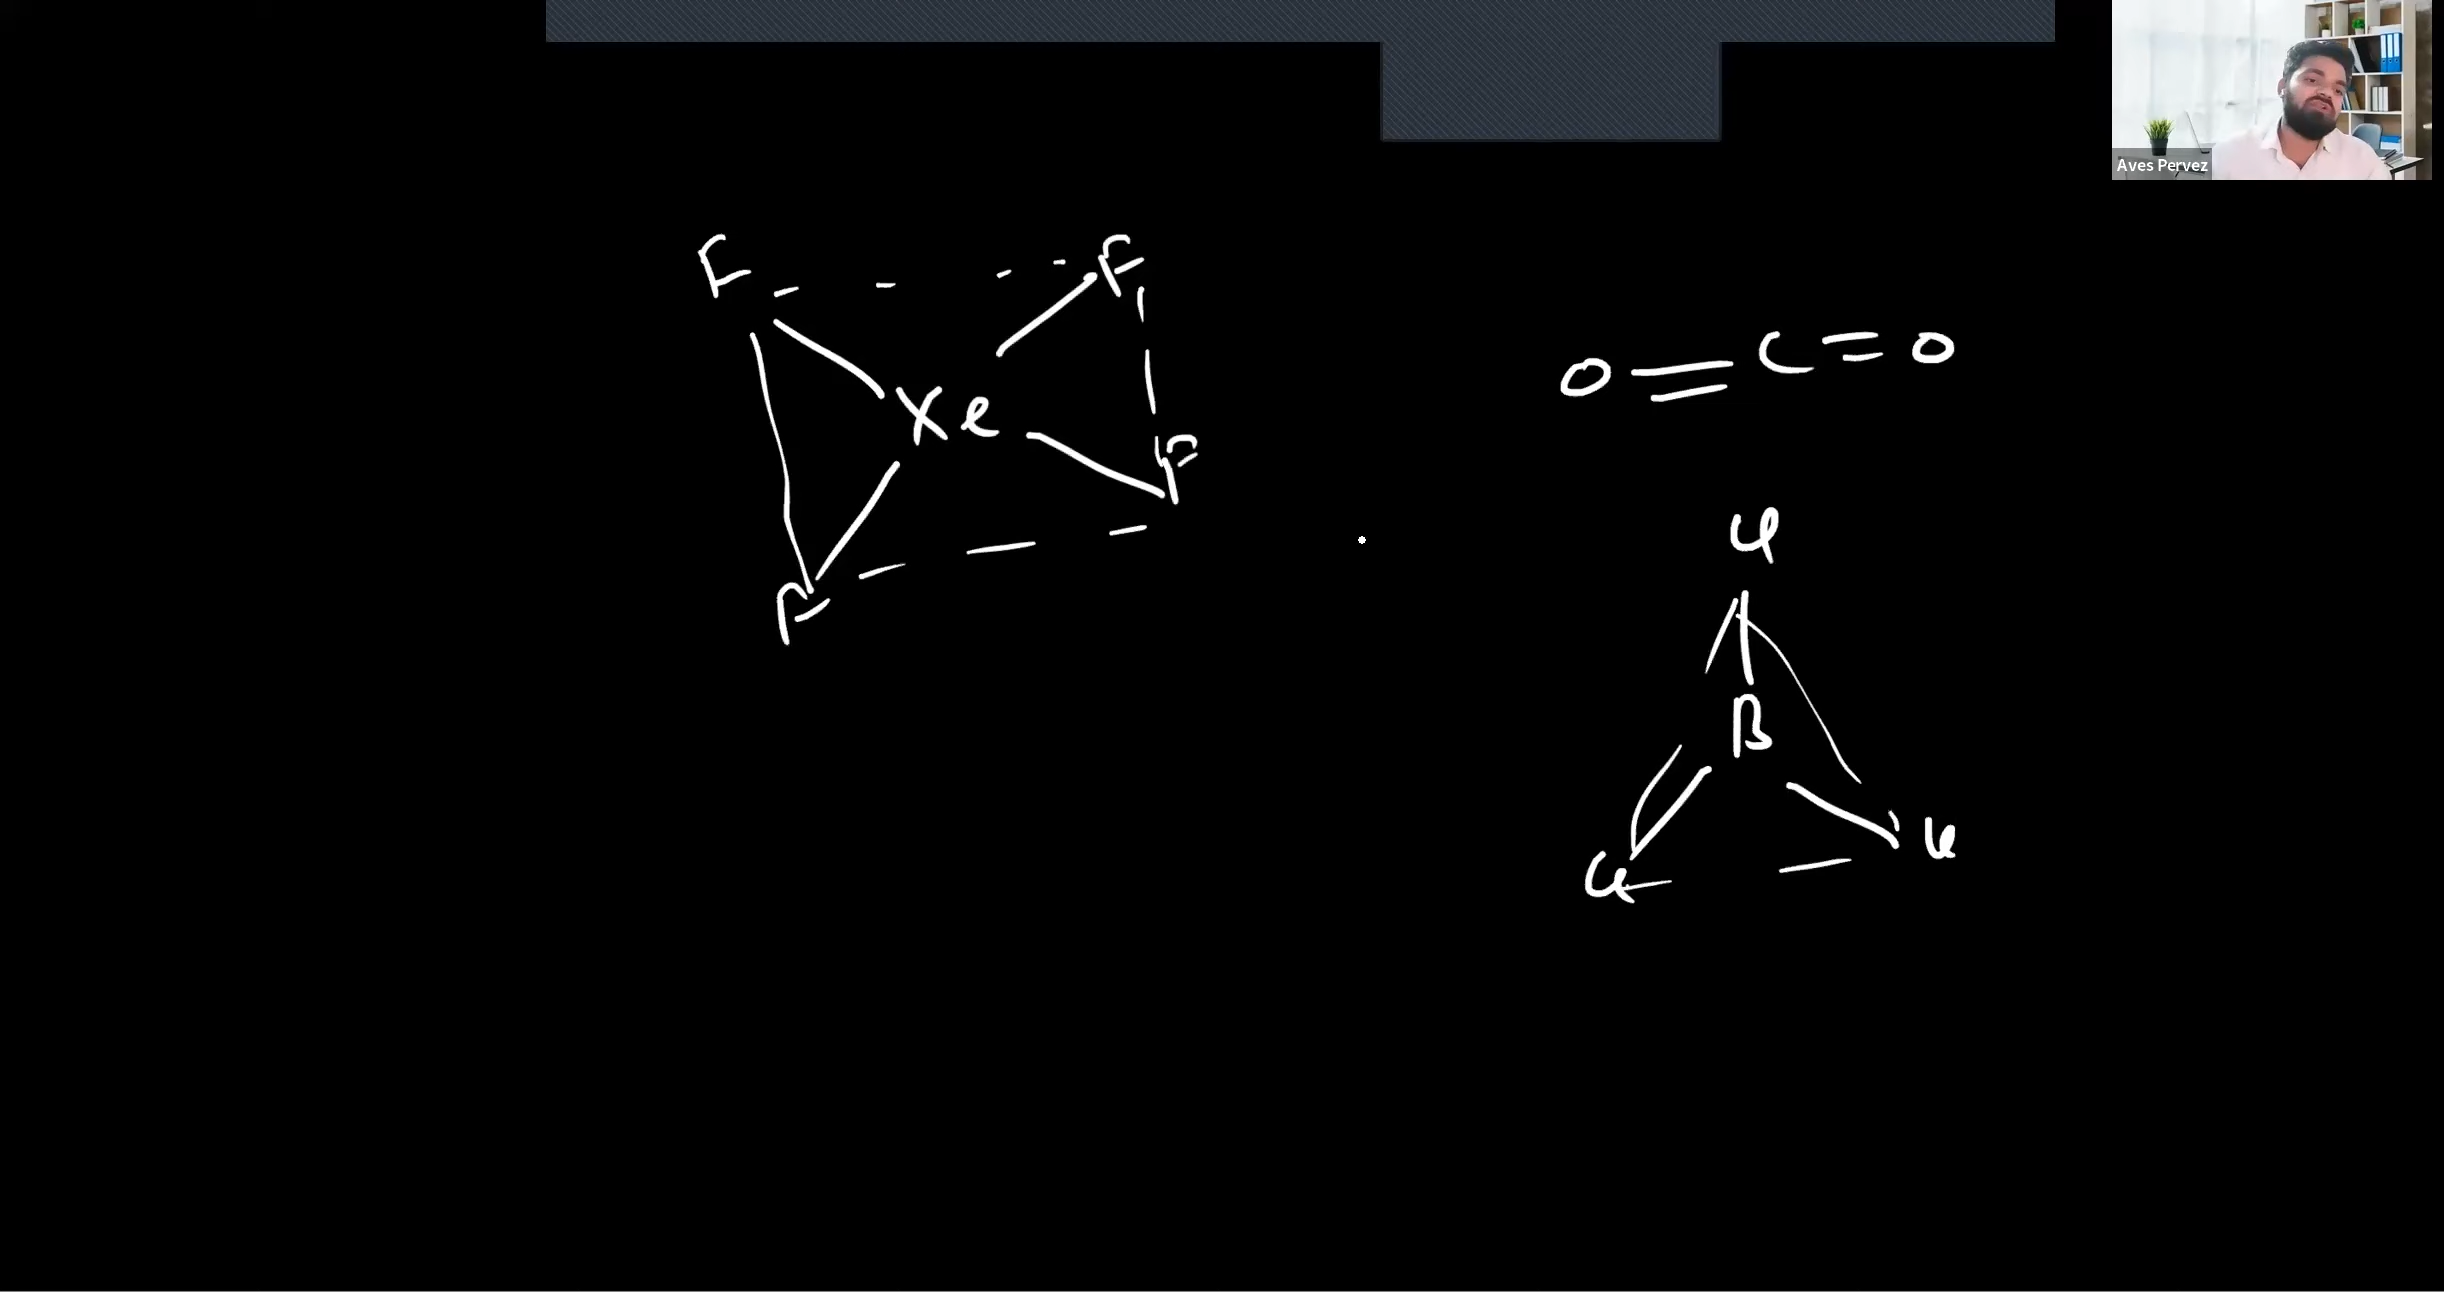 Aves Pervez
F F
Xe
F
F
O = C = O
Cl
B
Cl Cl